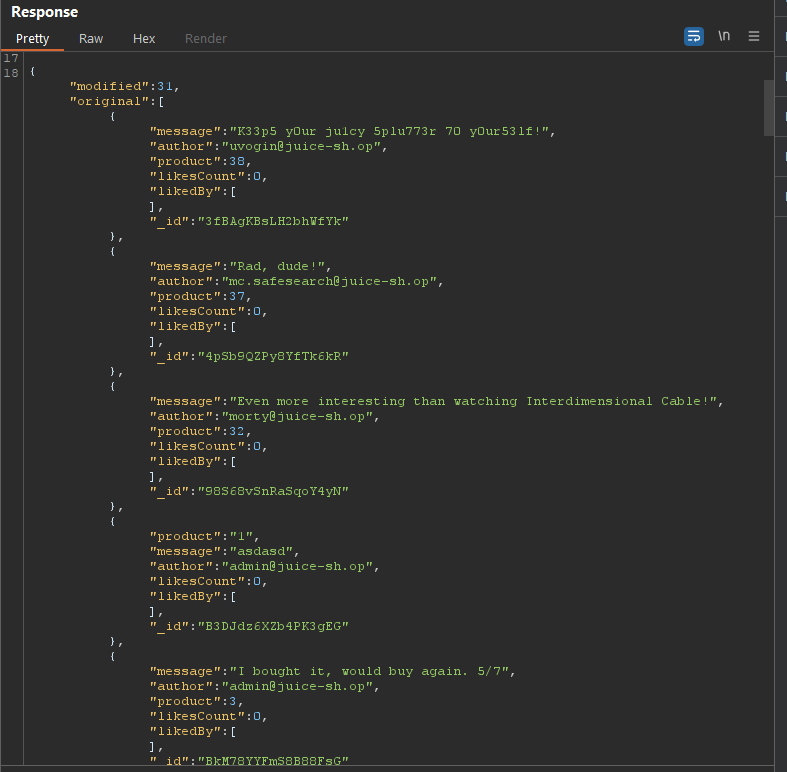 Response
Pretty Raw Hex Render
\n
17
18 {
"modified":31,
"original":[
{
"message":"K33p5 y0ur ju1cy 5plu773r 70 y0ur53lf!",
"author":"uvogin@juice-sh.op",
"product":38,
"likesCount":0,
"likedBy":[
],
"_id":"3fBAgKBsLH2bhWfYk"
},
{
"message":"Rad, dude!",
"author":"mc.safesearch@juice-sh.op",
"product":37,
"likesCount":0,
"likedBy":[
],
"_id":"4pSb9QZPy8YfTk6kR"
},
{
"message":"Even more interesting than watching Interdimensional Cable!",
"author":"morty@juice-sh.op",
"product":32,
"likesCount":0,
"likedBy":[
],
"_id":"98S68vSnRaSqoY4yN"
},
{
"product":"1",
"message":"asdasd",
"author":"admin@juice-sh.op",
"likesCount":0,
"likedBy":[
],
"_id":"B3DJdz6XZb4PK3gEG"
},
{
"message":"I bought it, would buy again. 5/7",
"author":"admin@juice-sh.op",
"product":3,
"likesCount":0,
"likedBy":[
],
"_id":"BkM78YYFmS8B88FsG"